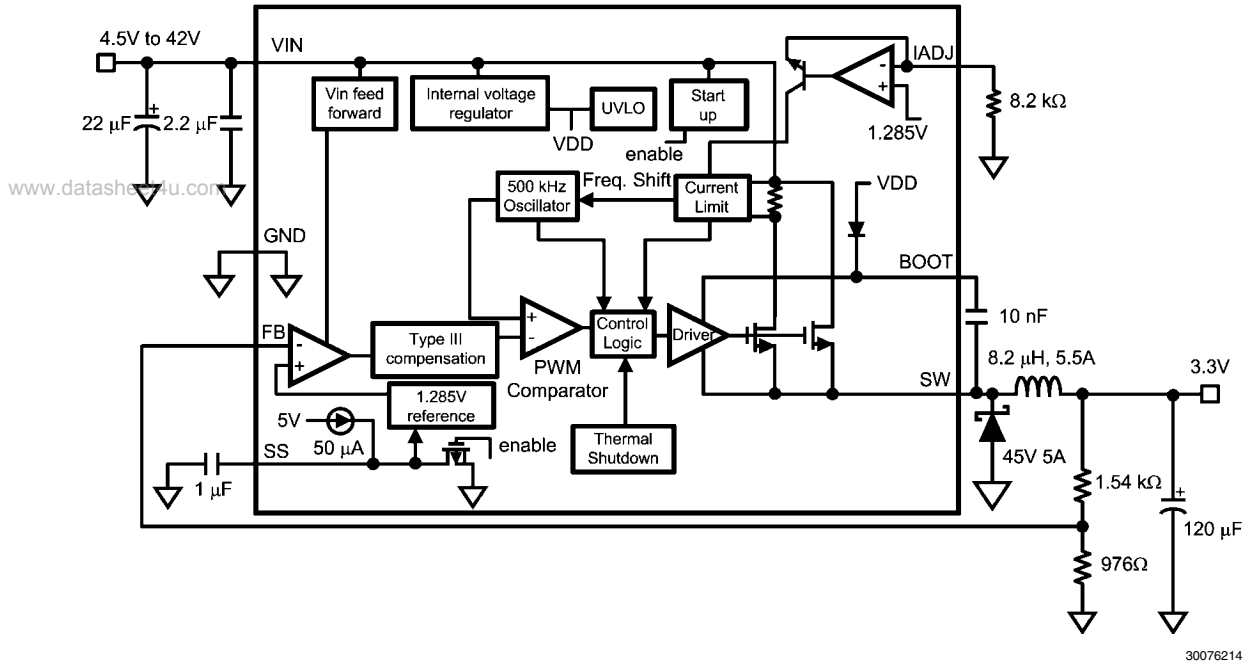 4.5V to 42V
VIN
IADJ
Vin feed
forward
Internal voltage
regulator
UVLO
Start
up
8.2 kΩ
22 µF
+
2.2 µF
VDD
1.285V
-
+
enable
www.datasheet4u.com
500 kHz
Oscillator
Freq. Shift
Current
Limit
VDD
GND
BOOT
FB
-
+
Type III
compensation
+
-
PWM
Comparator
Control
Logic
Driver
10 nF
8.2 µH, 5.5A
SW
3.3V
1.285V
reference
5V
50 µA
enable
Thermal
Shutdown
45V 5A
SS
1 µF
1.54 kΩ
+
120 µF
976Ω
30076214